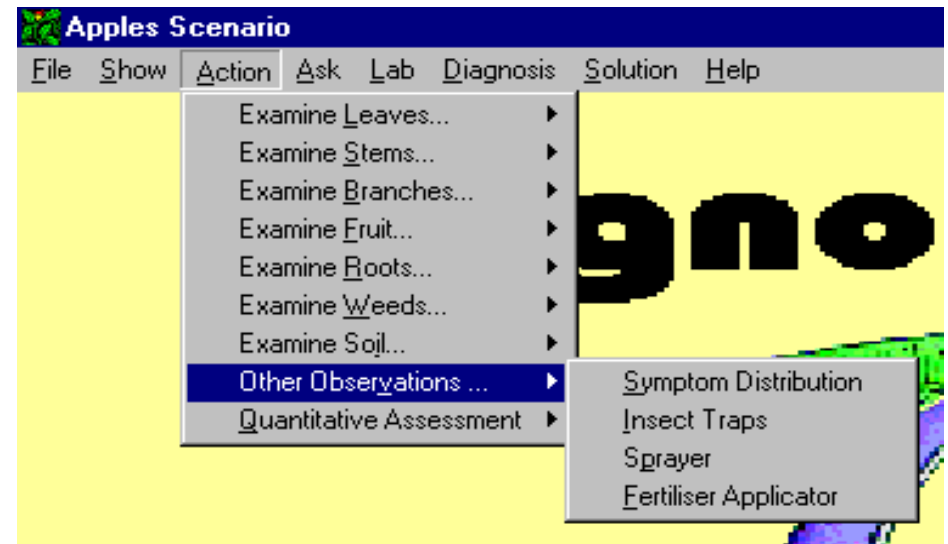 Apples Scenario
File Show Action Ask Lab Diagnosis Solution Help
Examine Leaves...
Examine Stems...
Examine Branches...
Examine Fruit...
Examine Roots...
Examine Weeds...
Examine Soil...
Other Observations ...
Quantitative Assessment
Symptom Distribution
Insect Traps
Sprayer
Fertiliser Applicator
gno